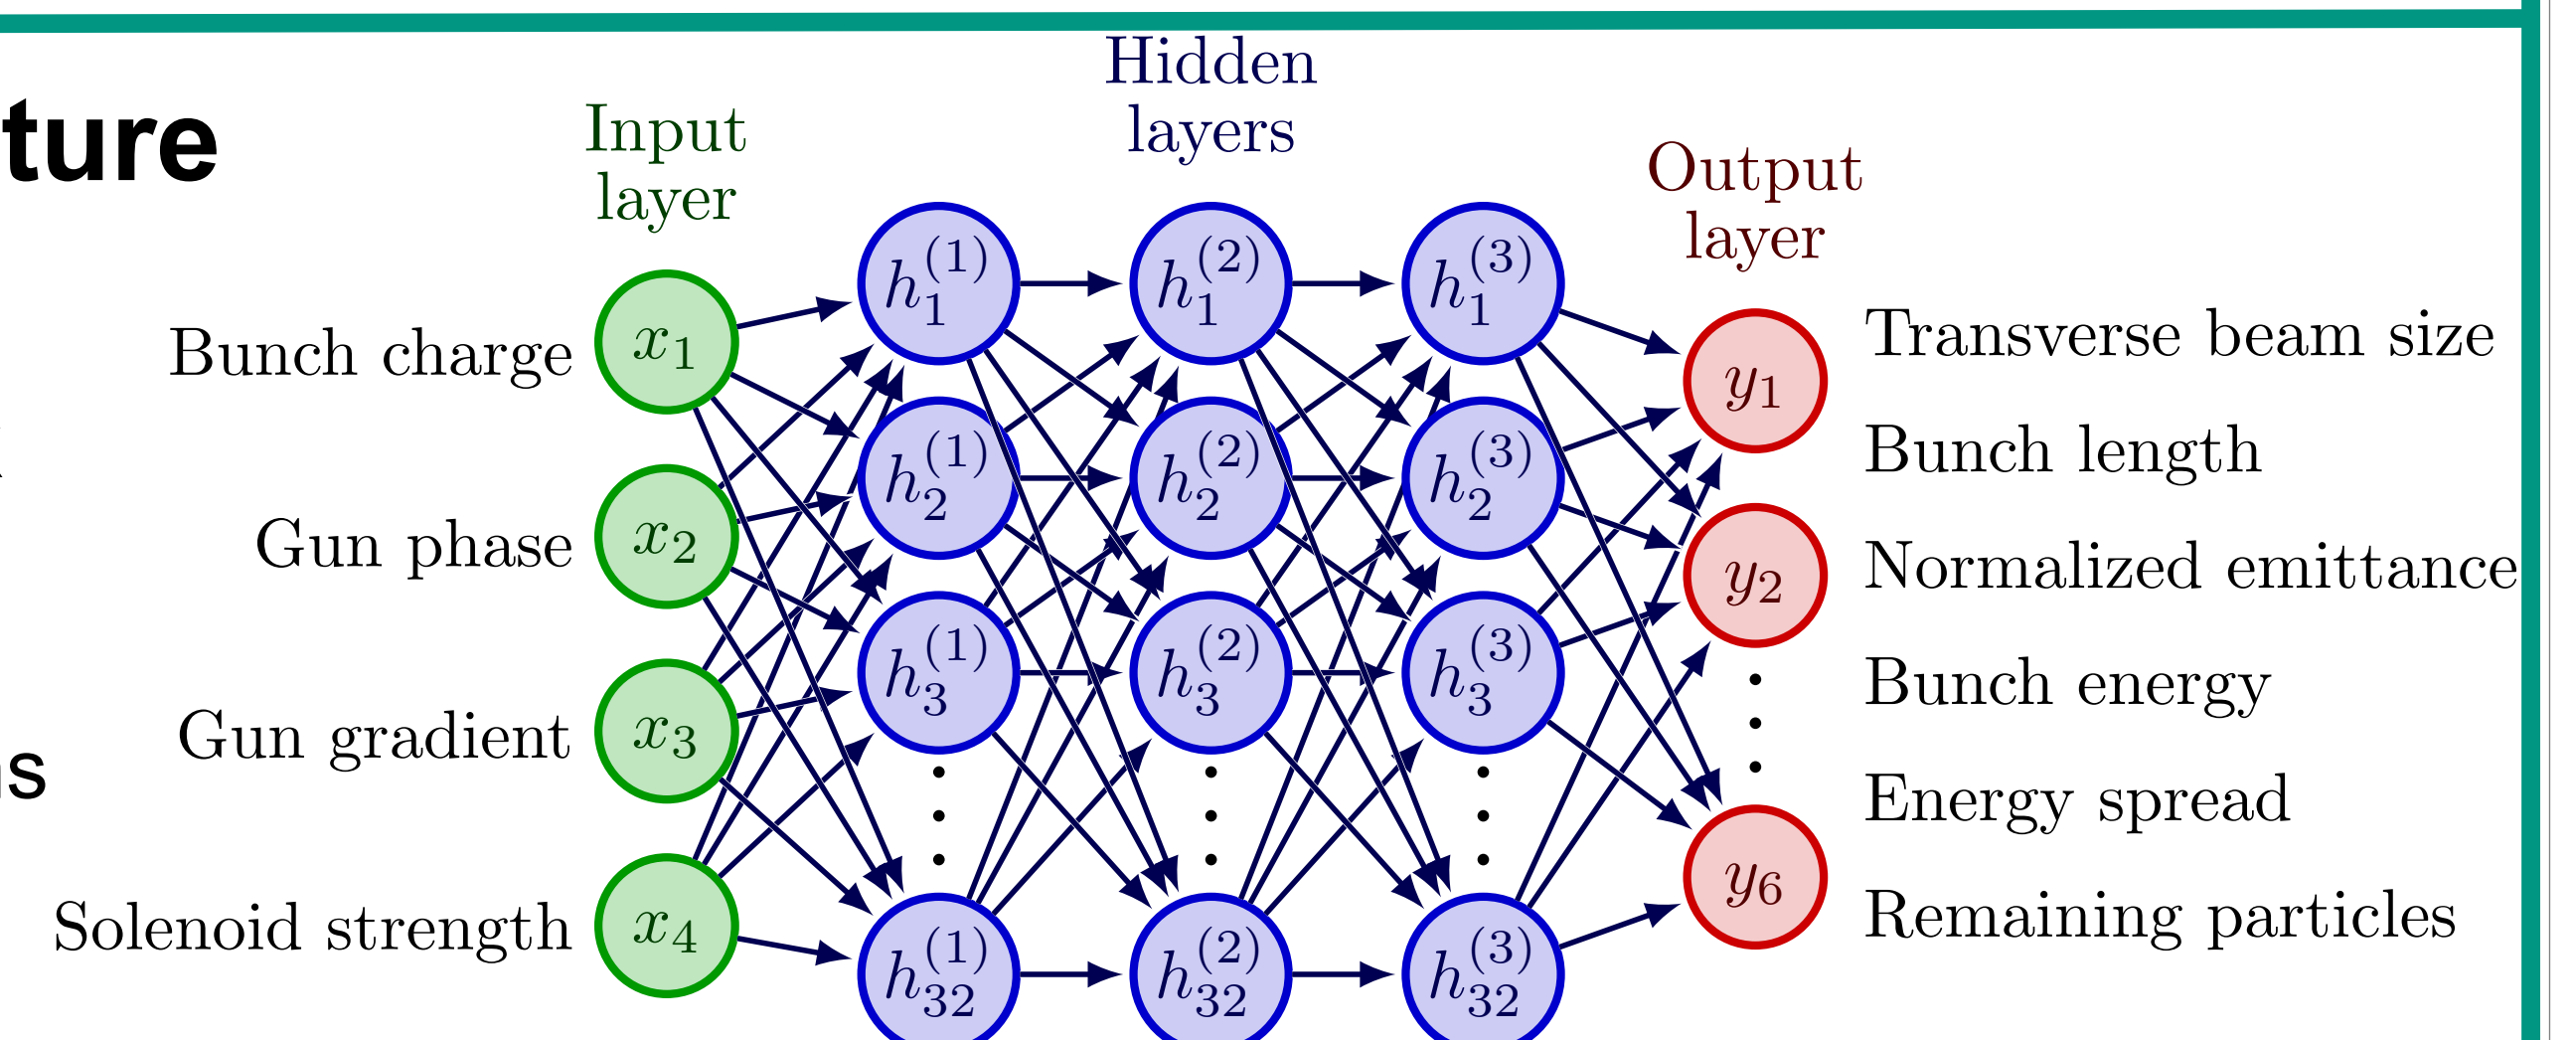 ture
Hidden
layers
Input
layer
Output
layer
Bunch charge
Gun phase
Gun gradient
Solenoid strength
x1
x2
x3
x4
h1(1)
h2(1)
h3(1)
h32(1)
h1(2)
h2(2)
h3(2)
h32(2)
h1(3)
h2(3)
h3(3)
h32(3)
y1
y2
y6
Transverse beam size
Bunch length
Normalized emittance
Bunch energy
Energy spread
Remaining particles